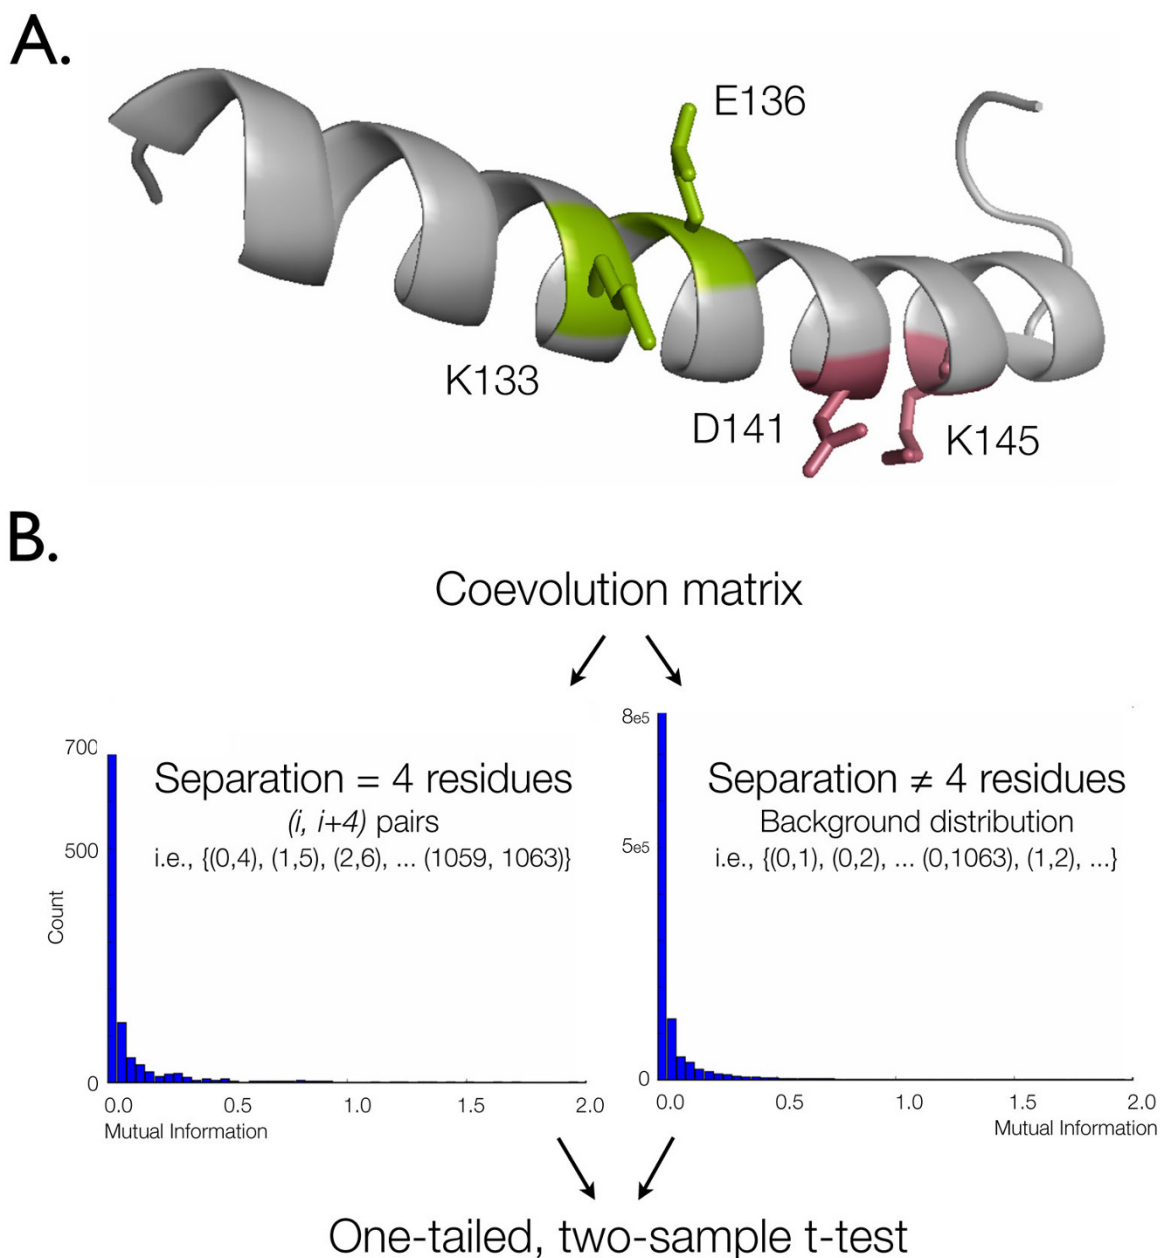 A.
E136
K133
D141
K145
B.
Coevolution matrix
700
500
0
Count
Separation = 4 residues
(i, i+4) pairs
i.e., {(0,4), (1,5), (2,6), ... (1059, 1063)}
0.0 0.5 1.0 1.5 2.0
Mutual Information
8e5
5e5
0
Separation ≠ 4 residues
Background distribution
i.e., {(0,1), (0,2), ... (0,1063), (1,2), ...}
0.0 0.5 1.0 1.5 2.0
Mutual Information
One-tailed, two-sample t-test